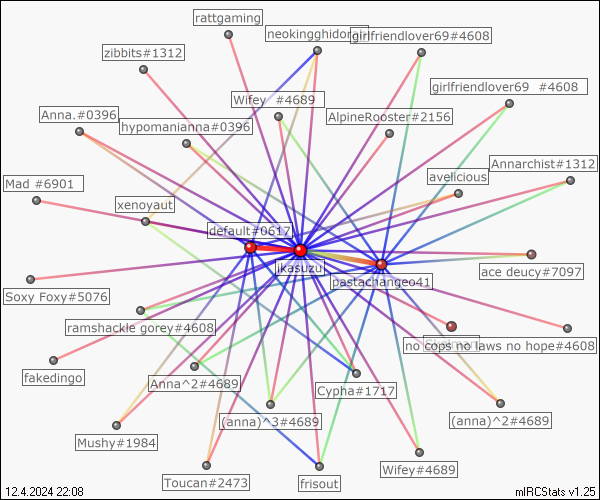 rattgaming
neokingghidor
girlfriendlover69#4608
zibbits#1312
girlfriendlover69 #4608
Wifey #4689
Anna.#0396
hypomanianna#0396
AlpineRooster#2156
Annarchist#1312
Mad #6901
avelicious
xenoyaut
default#0617
ikasuzu
pastachangeo41
ace deucy#7097
Soxy Foxy#5076
ramshackle gorey#4608
no cops no laws no hope#4608
fakedingo
Anna^2#4689
Cypha#1717
(anna)^3#4689
(anna)^2#4689
Mushy#1984
Toucan#2473
frisout
Wifey#4689
12.4.2024 22:08
mIRCStats v1.25